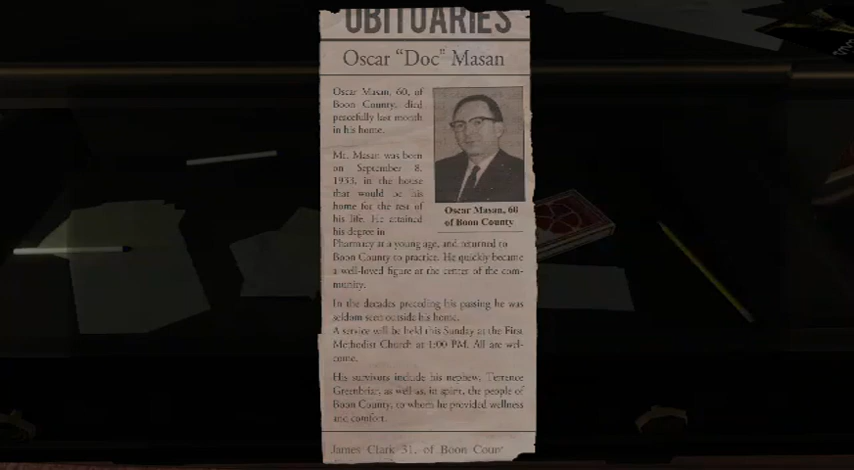 OBITUARIES
Oscar "Doc" Masan
Oscar Masan, 60, of
Boon County, died
peacefully last month
in his home.
Mr. Masan was born
on September 8,
1933, in the house
that would be his
home for the rest of
his life. He attained
his degree in
Pharmacy at a young age, and returned to
Boon County to practice. He quickly became
a well-loved figure at the center of the com-
munity.
Oscar Masan, 60
of Boon County
In the decades preceding his passing he was
seldom seen outside his home.
A service will be held this Sunday at the First
Methodist Church at 1:00 PM. All are wel-
come.
His survivors include his nephew, Terrance
Greenbriar, as well as, in spirit, the people of
Boon County, to whom he provided wellness
and comfort.
James Clark 31, of Boon Coun